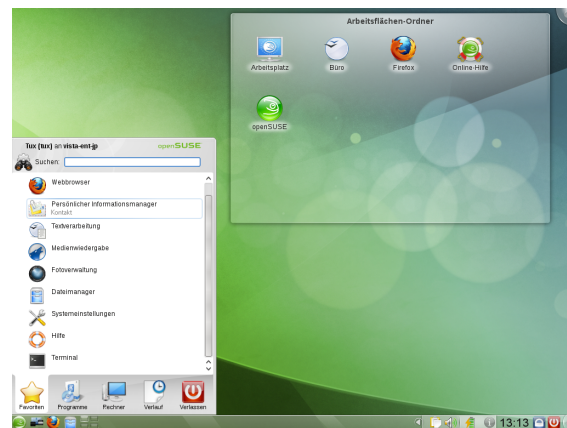 Arbeitsflächen-Ordner
Arbeitsplatz
Büro
Firefox
Online-Hilfe
openSUSE
Tux (tux) an vista-ent-jp
openSUSE
Suchen:
Webbrowser
Persönlicher Informationsmanager
Kontakt
Textverarbeitung
Medienwiedergabe
Fotoverwaltung
Dateimanager
Systemeinstellungen
Hilfe
Terminal
Favoriten
Programme
Rechner
Verlauf
Verlassen
13:13